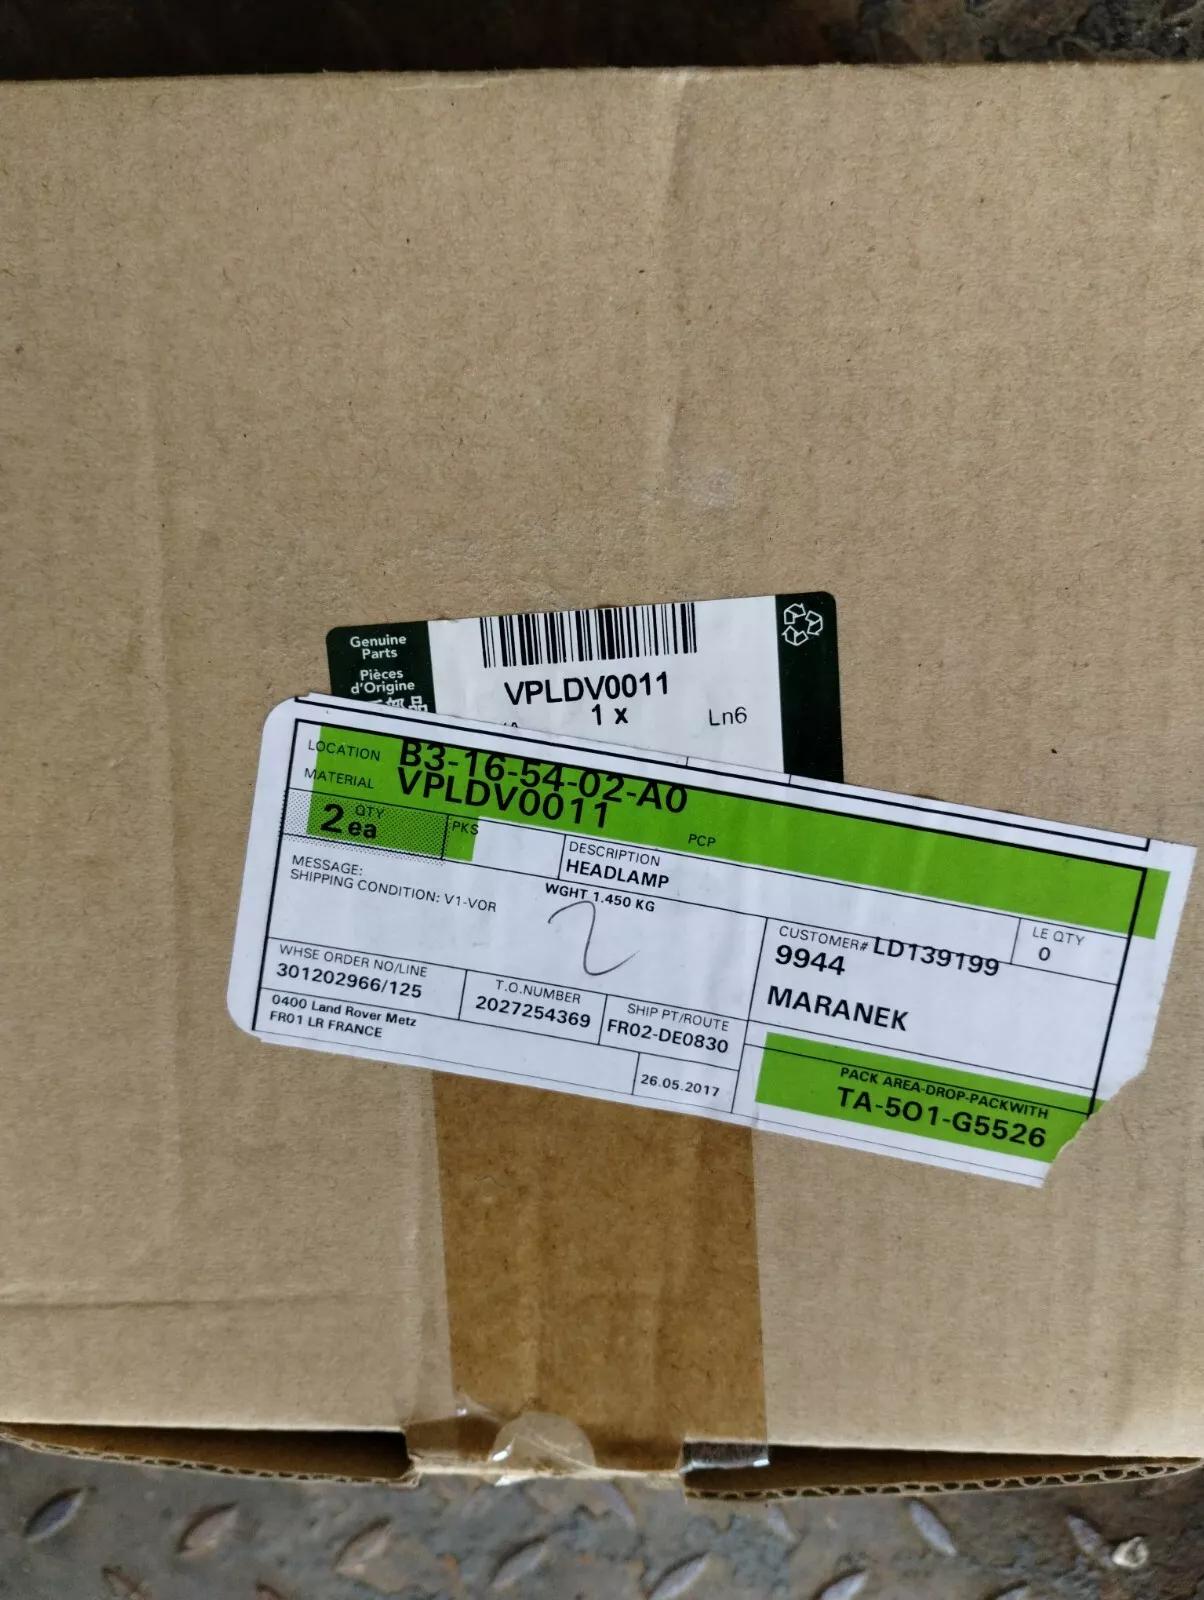 Genuine
Parts
Pièces
d'Origine
VPLDV0011
1 x
Ln6
LOCATION B3-16-54-02-A0
MATERIAL VPLDV0011
PCP
QTY
2 ea
PKS
DESCRIPTION
HEADLAMP
MESSAGE:
SHIPPING CONDITION: V1-VOR
WGHT 1.450 KG
2
LE QTY
0
CUSTOMER# LD139199
9944
MARANEK
WHSE ORDER NO/LINE
301202966/125
T.O.NUMBER
2027254369
SHIP PT/ROUTE
FR02-DE0830
0400 Land Rover Metz
FR01 LR FRANCE
26.05.2017
PACK AREA-DROP-PACKWITH
TA-501-G5526